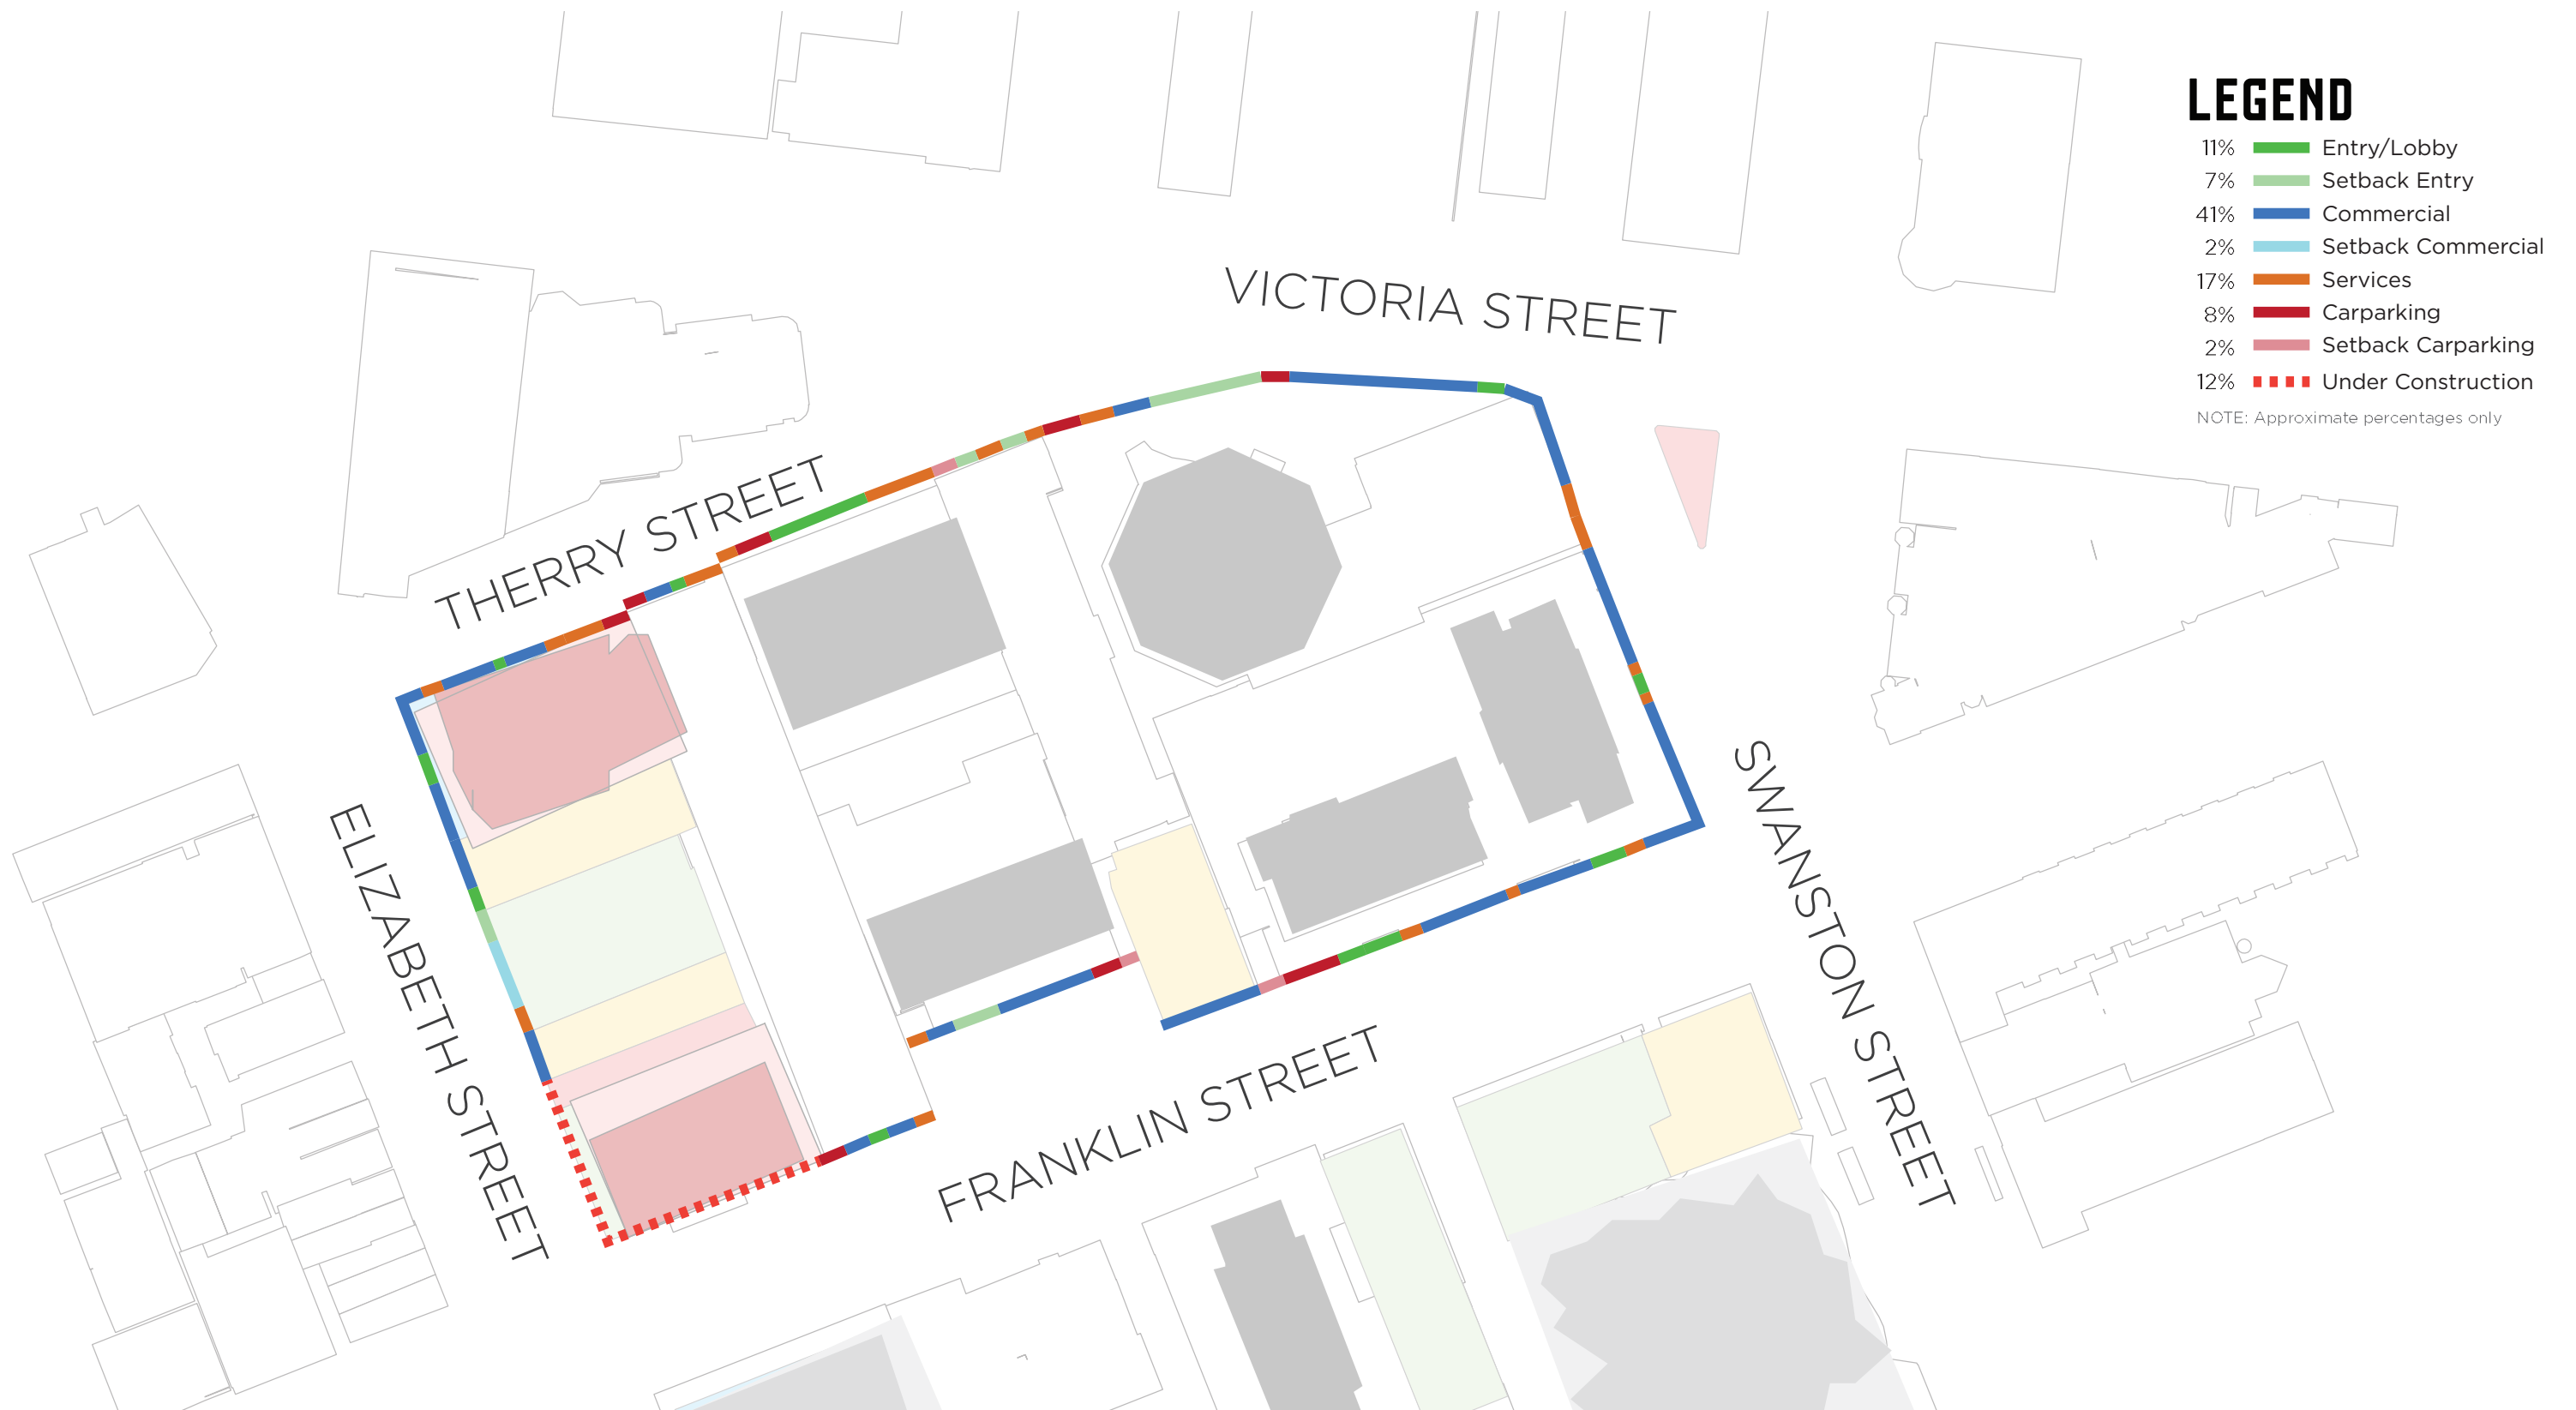 LEGEND
11% Entry/Lobby
7% Setback Entry
41% Commercial
2% Setback Commercial
17% Services
8% Carparking
2% Setback Carparking
12% Under Construction
NOTE: Approximate percentages only
VICTORIA STREET
THERRY STREET
ELIZABETH STREET
SWANSTON STREET
FRANKLIN STREET